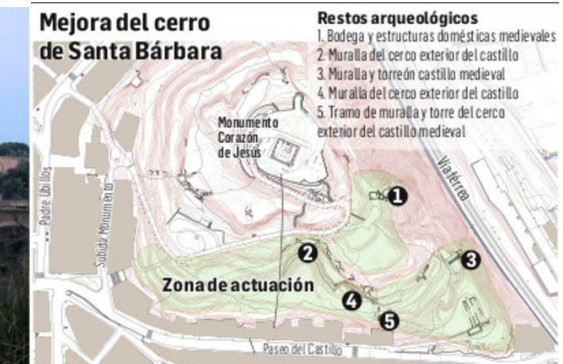 Mejora del cerro
de Santa Bárbara
Restos arqueológicos
1. Bodega y estructuras domésticas medievales
2. Muralla del cerco exterior del castillo
3. Muralla y torreón castillo medieval
4. Muralla del cerco exterior del castillo
5. Tramo de muralla y torre del cerco
exterior del castillo medieval
Monumento
Corazón
de Jesús
Vía férrea
Padre Ubillos
Subida Monumento
1
2
3
4
5
Zona de actuación
Paseo del Castillo